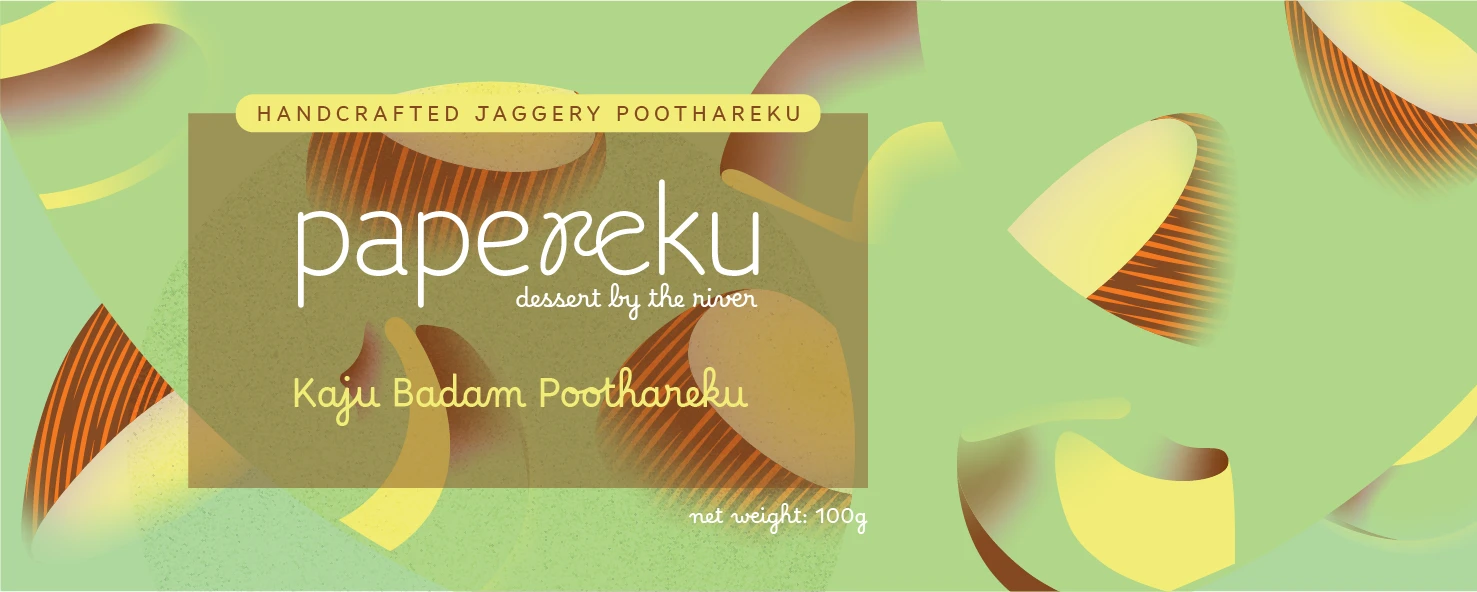 HANDCRAFTED JAGGERY POOTHAREKU
papereku
dessert by the river
Kaju Badam Poothareku
net weight: 100g